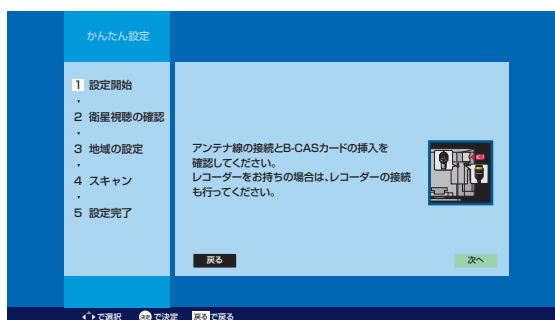 かんたん設定
1 設定開始
2 衛星視聴の確認
3 地域の設定
4 スキャン
5 設定完了
アンテナ線の接続とB-CASカードの挿入を
確認してください。
レコーダーをお持ちの場合は、レコーダーの接続
も行ってください。
戻る
次へ
で選択 決定 で決定 戻る で戻る